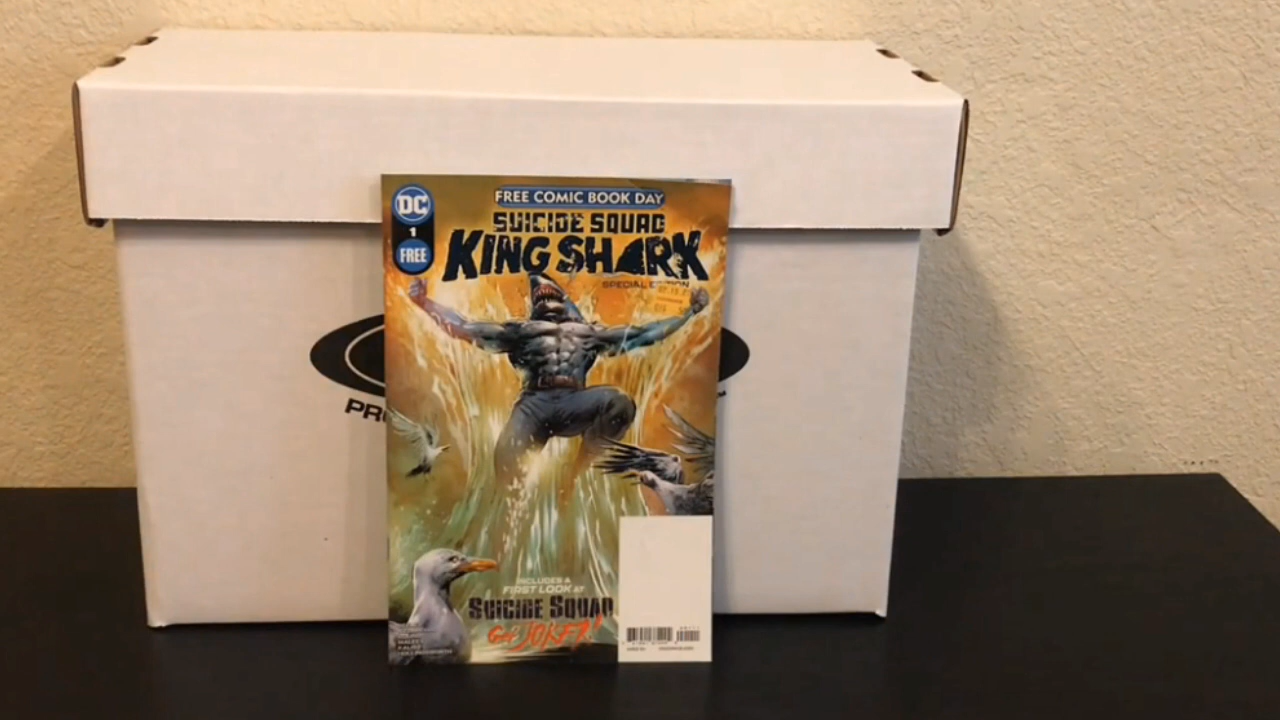 DC
1
FREE
FREE COMIC BOOK DAY
SUICIDE SQUAD
KING SHARK
SPECIAL EDITION
PRO
INCLUDES A
FIRST LOOK AT
SUICIDE SQUAD
Get JOKER!